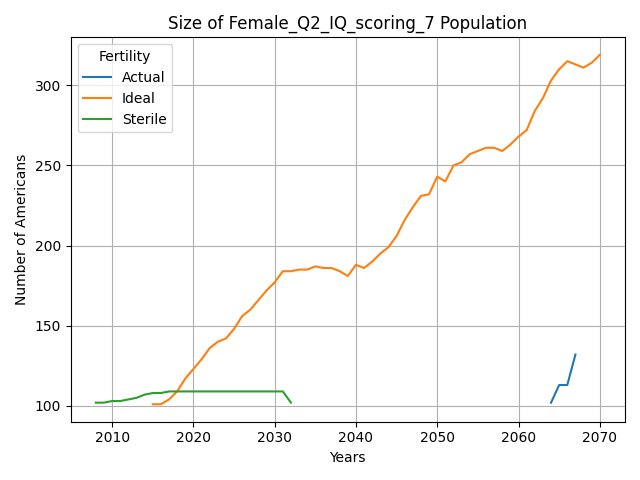 Size of Female_Q2_IQ_scoring_7 Population
Fertility
Actual
Ideal
Sterile
Number of Americans
300
250
200
150
100
2010 2020 2030 2040 2050 2060 2070
Years